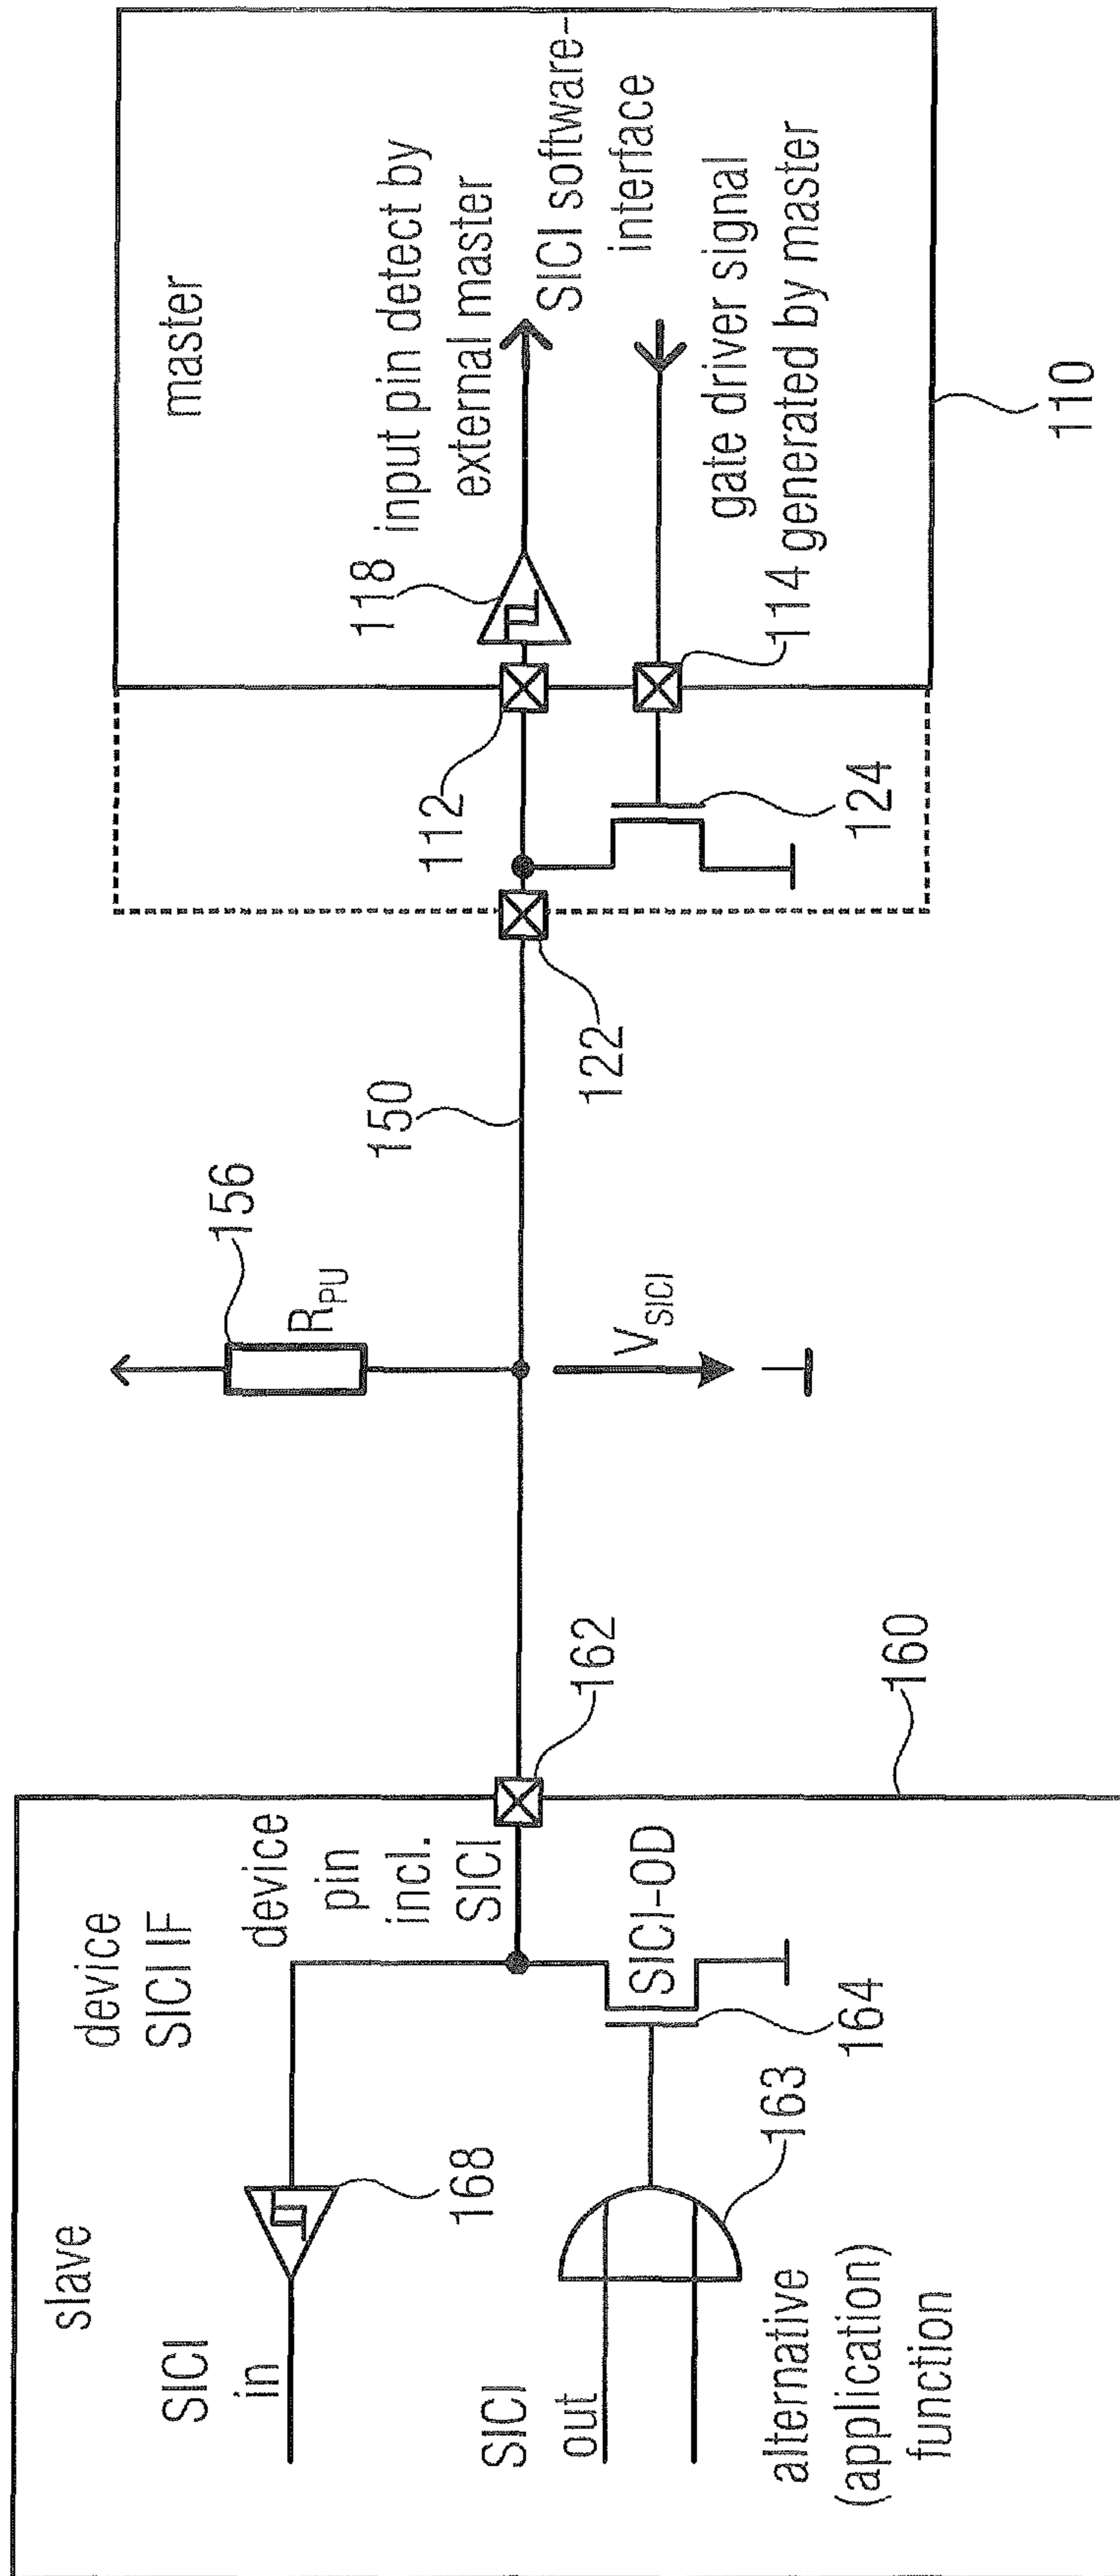 slave
device
SICI IF
SICI
in
168
device
pin
incl.
SICI
162
SICI
out
SICI-OD
164
163
alternative
(application)
function
160
156
R_PU
150
V_SICI
122
master
118
input pin detect by
external master
112
SICI software-
interface
gate driver signal
generated by master
114
124
110